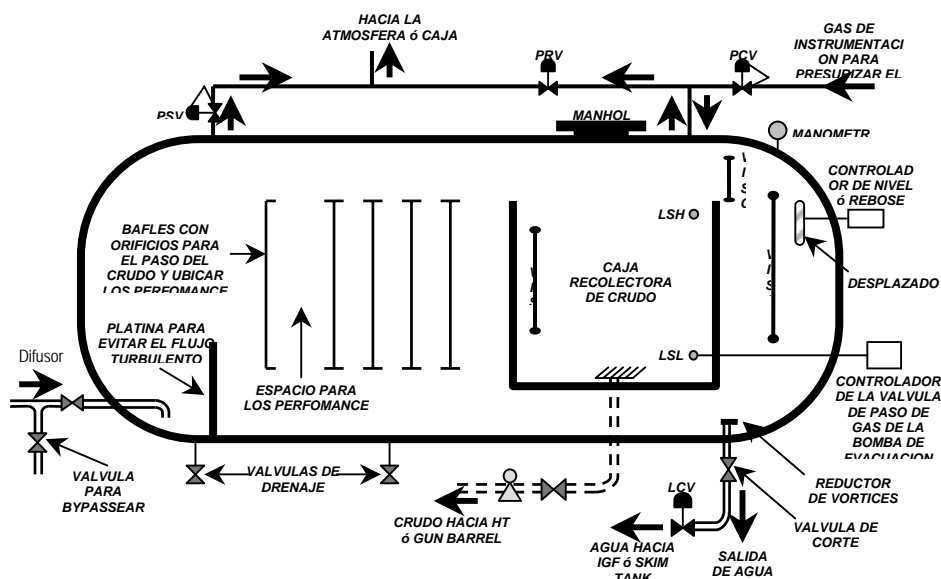 HACIA LA
ATMOSFERA ó CAJA
GAS DE
INSTRUMENTACI
ON PARA
PRESURIZAR EL
PRV
PCV
PSV
MANHOL
MANOMETR
CONTROLAD
OR DE NIVEL
ó REBOSE
VISO
LSH
BAFLES CON
ORIFICIOS PARA
EL PASO DEL
CRUDO Y UBICAR
LOS PERFOMANCE
CAJA
RECOLECTORA
DE CRUDO
VIS
VIS
DESPLAZADO
PLATINA PARA
EVITAR EL FLUJO
TURBULENTO
Difusor
LSL
ESPACIO PARA
LOS PERFOMANCE
CONTROLADOR
DE LA VALVULA
DE PASO DE
GAS DE LA
BOMBA DE
EVACUACION
VALVULA
PARA
BYPASSEAR
VALVULAS DE
DRENAJE
REDUCTOR
DE VORTICES
LCV
CRUDO HACIA HT
ó GUN BARREL
VALVULA DE
CORTE
AGUA HACIA
IGF ó SKIM
TANK
SALIDA
DE AGUA